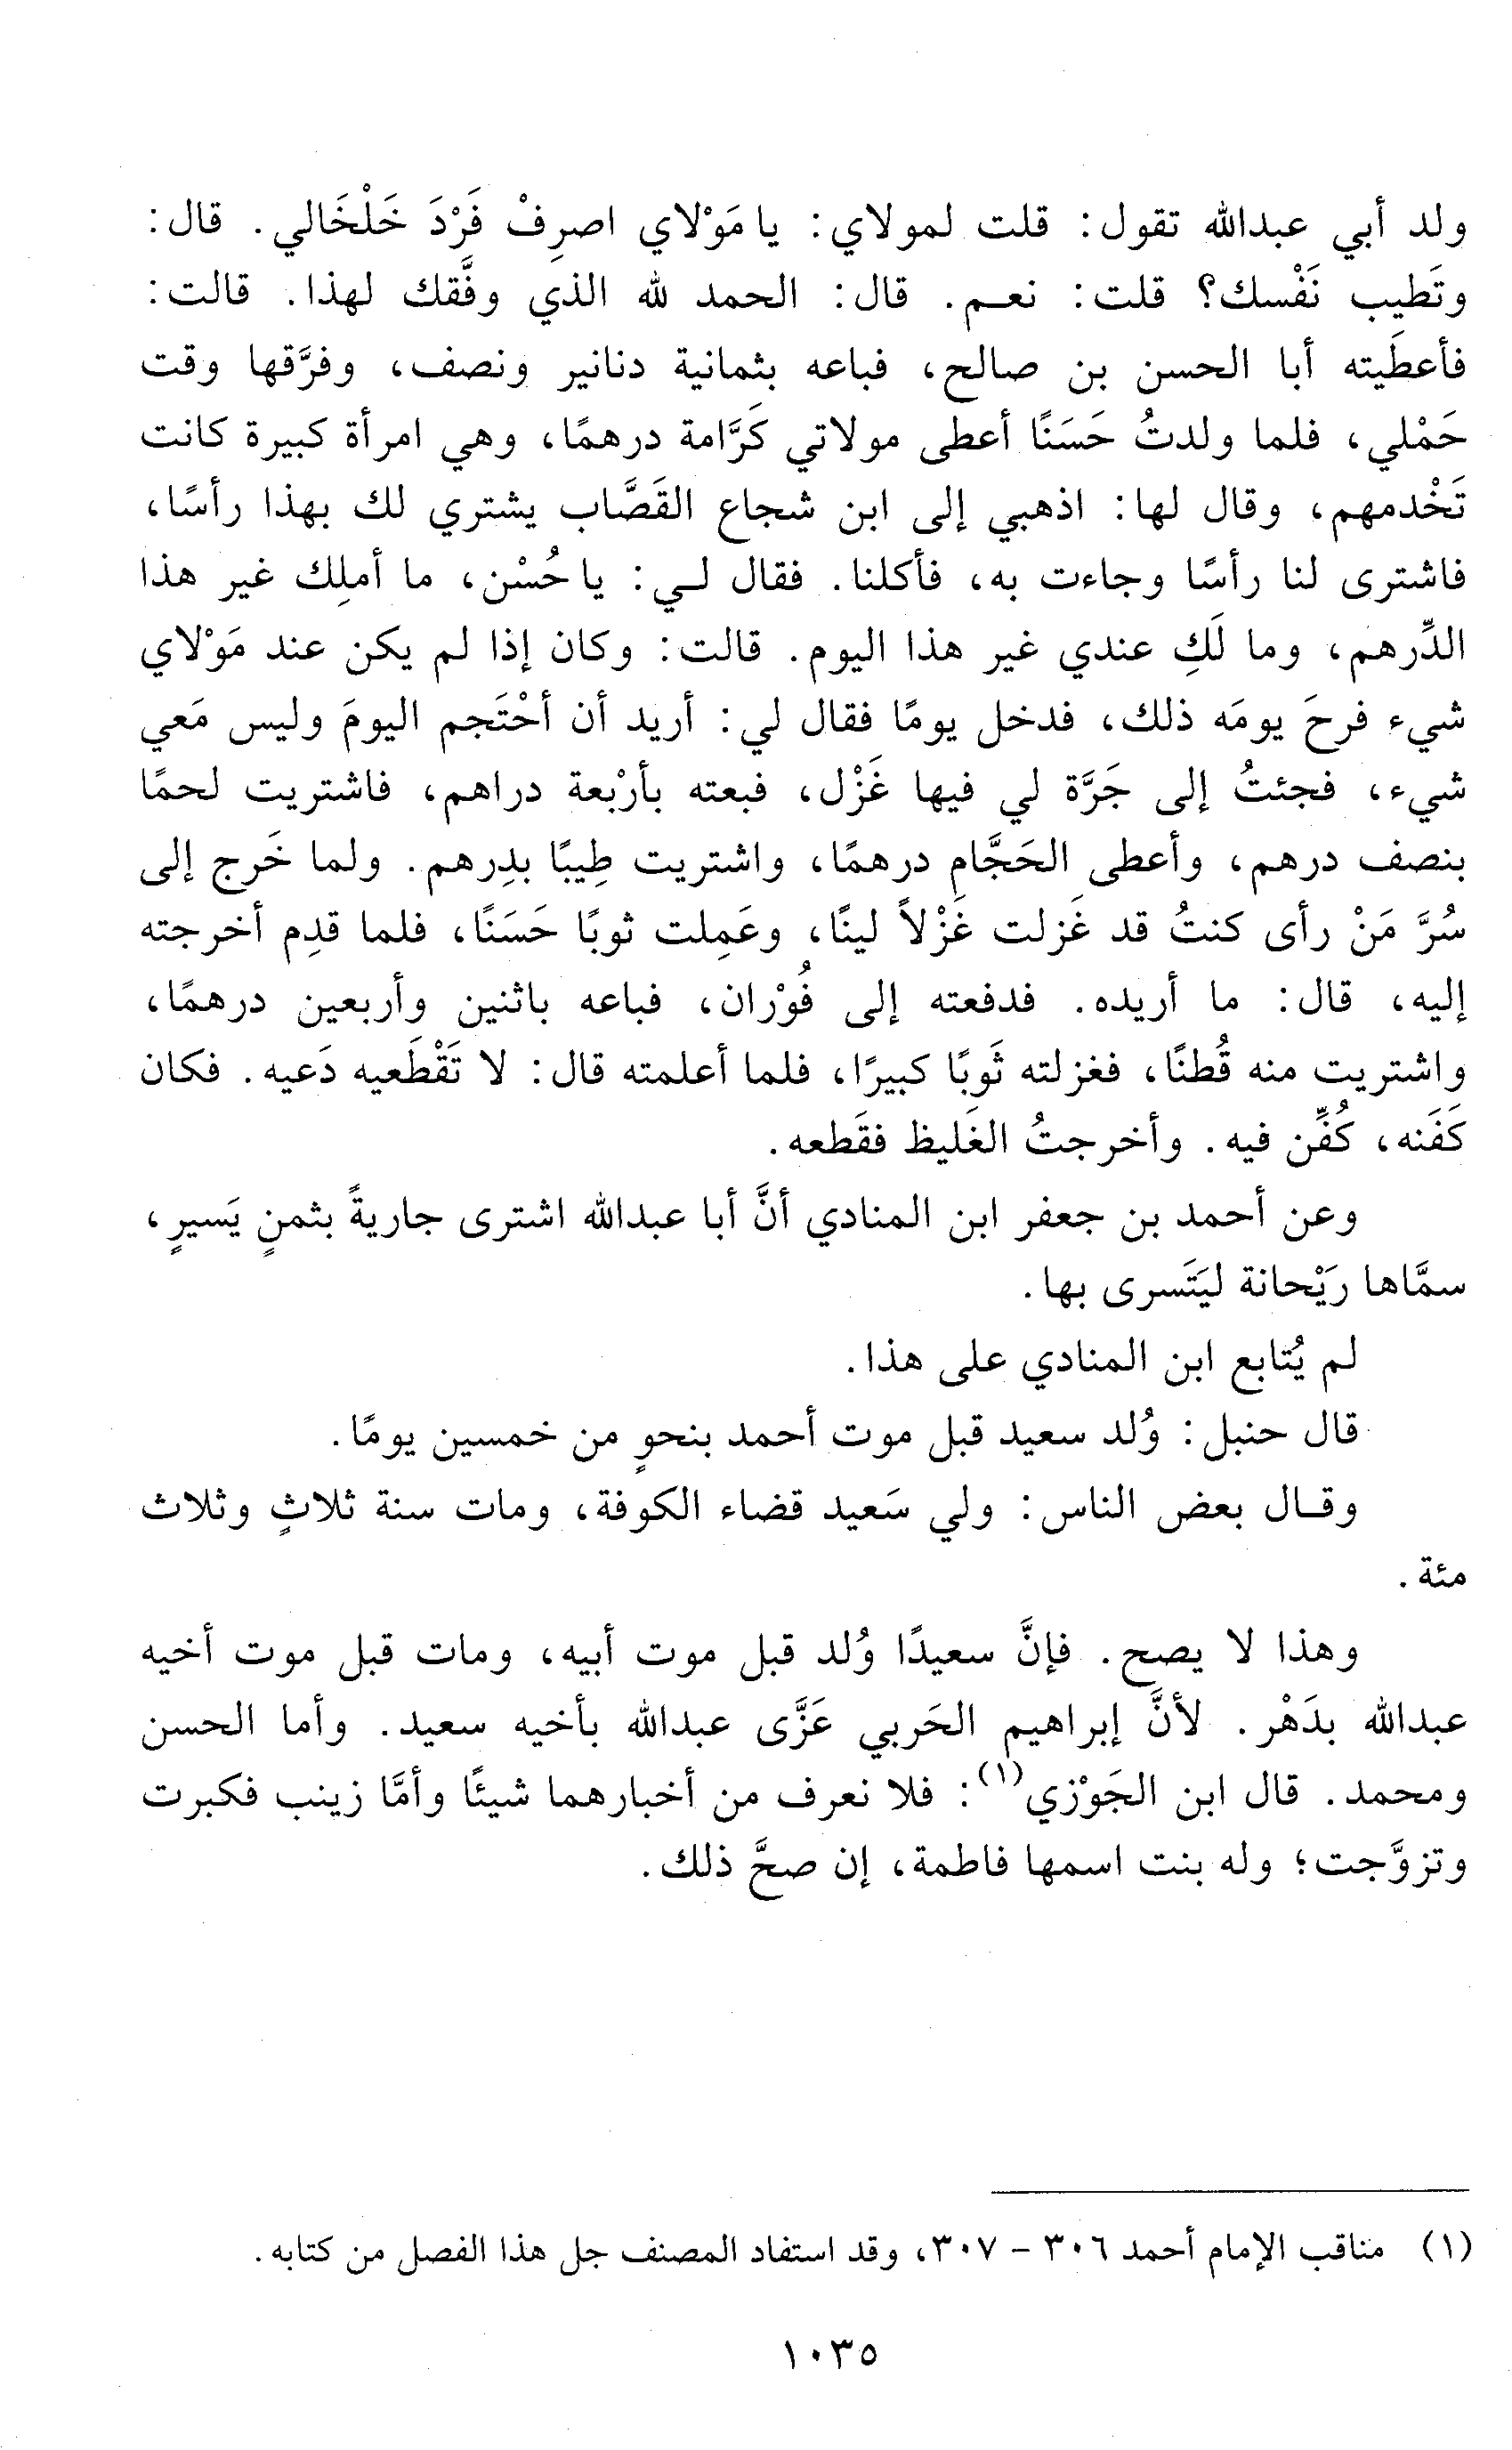 ولد أبي عبدالله تقول: قلت لمولاي: يا مَوْلاي اصرِفْ فَرْدَ خَلْخَالي. قال:
وتَطيب نَفْسك؟ قلت: نعـم. قال: الحمد لله الذي وفَّقك لهذا. قالت:
فأعطَيته أبا الحسن بن صالح، فباعه بثمانية دنانير ونصف، وفرَّقها وقت
حَمْلي، فلما ولدتُ حَسَنًا أعطى مولاتي كَرَّامة درهمًا، وهي امرأة كبيرة كانت
تَخْدمهم، وقال لها: اذهبي إلى ابن شجاع القَصَّاب يشتري لك بهذا رأسًا،
فاشترى لنا رأسًا وجاءت به، فأكلنا. فقال لـي: يا حُسْن، ما أملِك غير هذا
الدِّرهم، وما لَكِ عندي غير هذا اليوم. قالت: وكان إذا لم يكن عند مَوْلاي
شيء فرحَ يومَه ذلك، فدخل يومًا فقال لي: أريد أن أحْتَجم اليومَ وليس مَعي
شيء، فجئتُ إلى جَرَّة لي فيها غَزْل، فبعته بأرْبعة دراهم، فاشتريت لحمًا
بنصف درهم، وأعطى الحَجَّام درهمًا، واشتريت طِيبًا بدِرهم. ولما خَرج إلى
سُرَّ مَنْ رأى كنتُ قد غَزلت غَزْلاً لينًا، وعَمِلت ثوبًا حَسَنًا، فلما قدِم أخرجته
إليه، قال: ما أريده. فدفعته إلى فُوْران، فباعه باثنين وأربعين درهمًا،
واشتريت منه قُطنًا، فغزلته ثَوبًا كبيرًا، فلما أعلمته قال: لا تَقْطَعيه دَعيه. فكان
كَفَنه، كُفِّن فيه. وأخرجتُ الغَليظ فقَطعه.
وعن أحمد بن جعفر ابن المنادي أنَّ أبا عبدالله اشترى جاريةً بثمنٍ يَسيرٍ،
سمَّاها رَيْحانة ليَتَسرى بها.
لم يُتابع ابن المنادي على هذا.
قال حنبل: وُلد سعيد قبل موت أحمد بنحوٍ من خمسين يومًا.
وقـال بعض الناس: ولي سَعيد قضاء الكوفة، ومات سنة ثلاثٍ وثلاث
مئة.
وهذا لا يصح. فإنَّ سعيدًا وُلد قبل موت أبيه، ومات قبل موت أخيه
عبدالله بدَهْر. لأنَّ إبراهيم الحَربي عَزَّى عبدالله بأخيه سعيد. وأما الحسن
ومحمد. قال ابن الجَوْزي(١): فلا نعرف من أخبارهما شيئًا وأمَّا زينب فكبرت
وتزوَّجت؛ وله بنت اسمها فاطمة، إن صحَّ ذلك.
(١) مناقب الإمام أحمد ٣٠٦ - ٣٠٧، وقد استفاد المصنف جل هذا الفصل من كتابه.
١٠٣٥